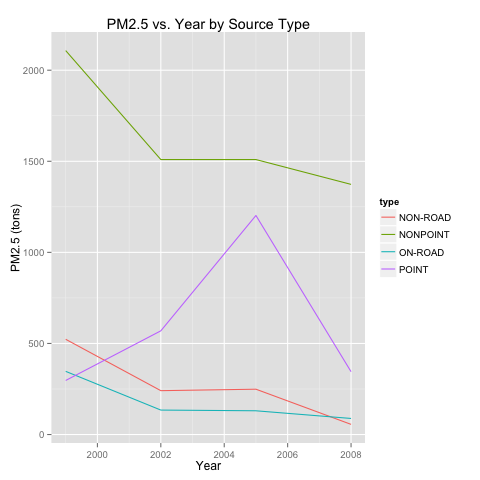 PM2.5 vs. Year by Source Type
PM2.5 (tons)
2000
1500
1000
500
0
2000
2002
2004
2006
2008
Year
type
NON-ROAD
NONPOINT
ON-ROAD
POINT